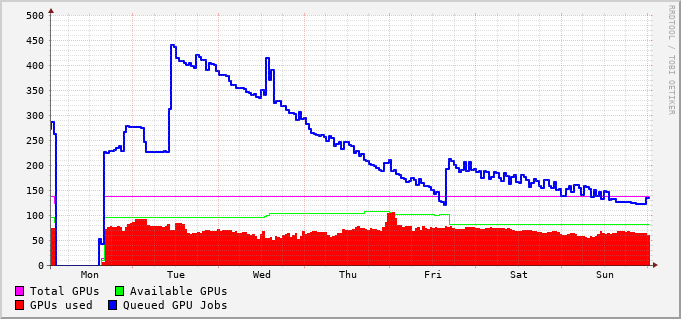 500
450
400
350
300
250
200
150
100
50
0
Mon Tue Wed Thu Fri Sat Sun
Total GPUs Available GPUs
GPUs used Queued GPU Jobs
RRDTOOL / TOBI OETIKER